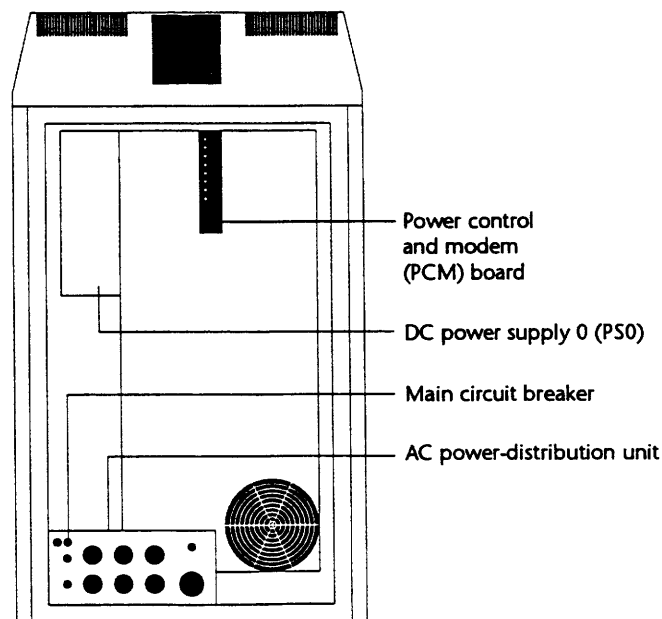 Power control
and modem
(PCM) board
DC power supply 0 (PS0)
Main circuit breaker
AC power-distribution unit